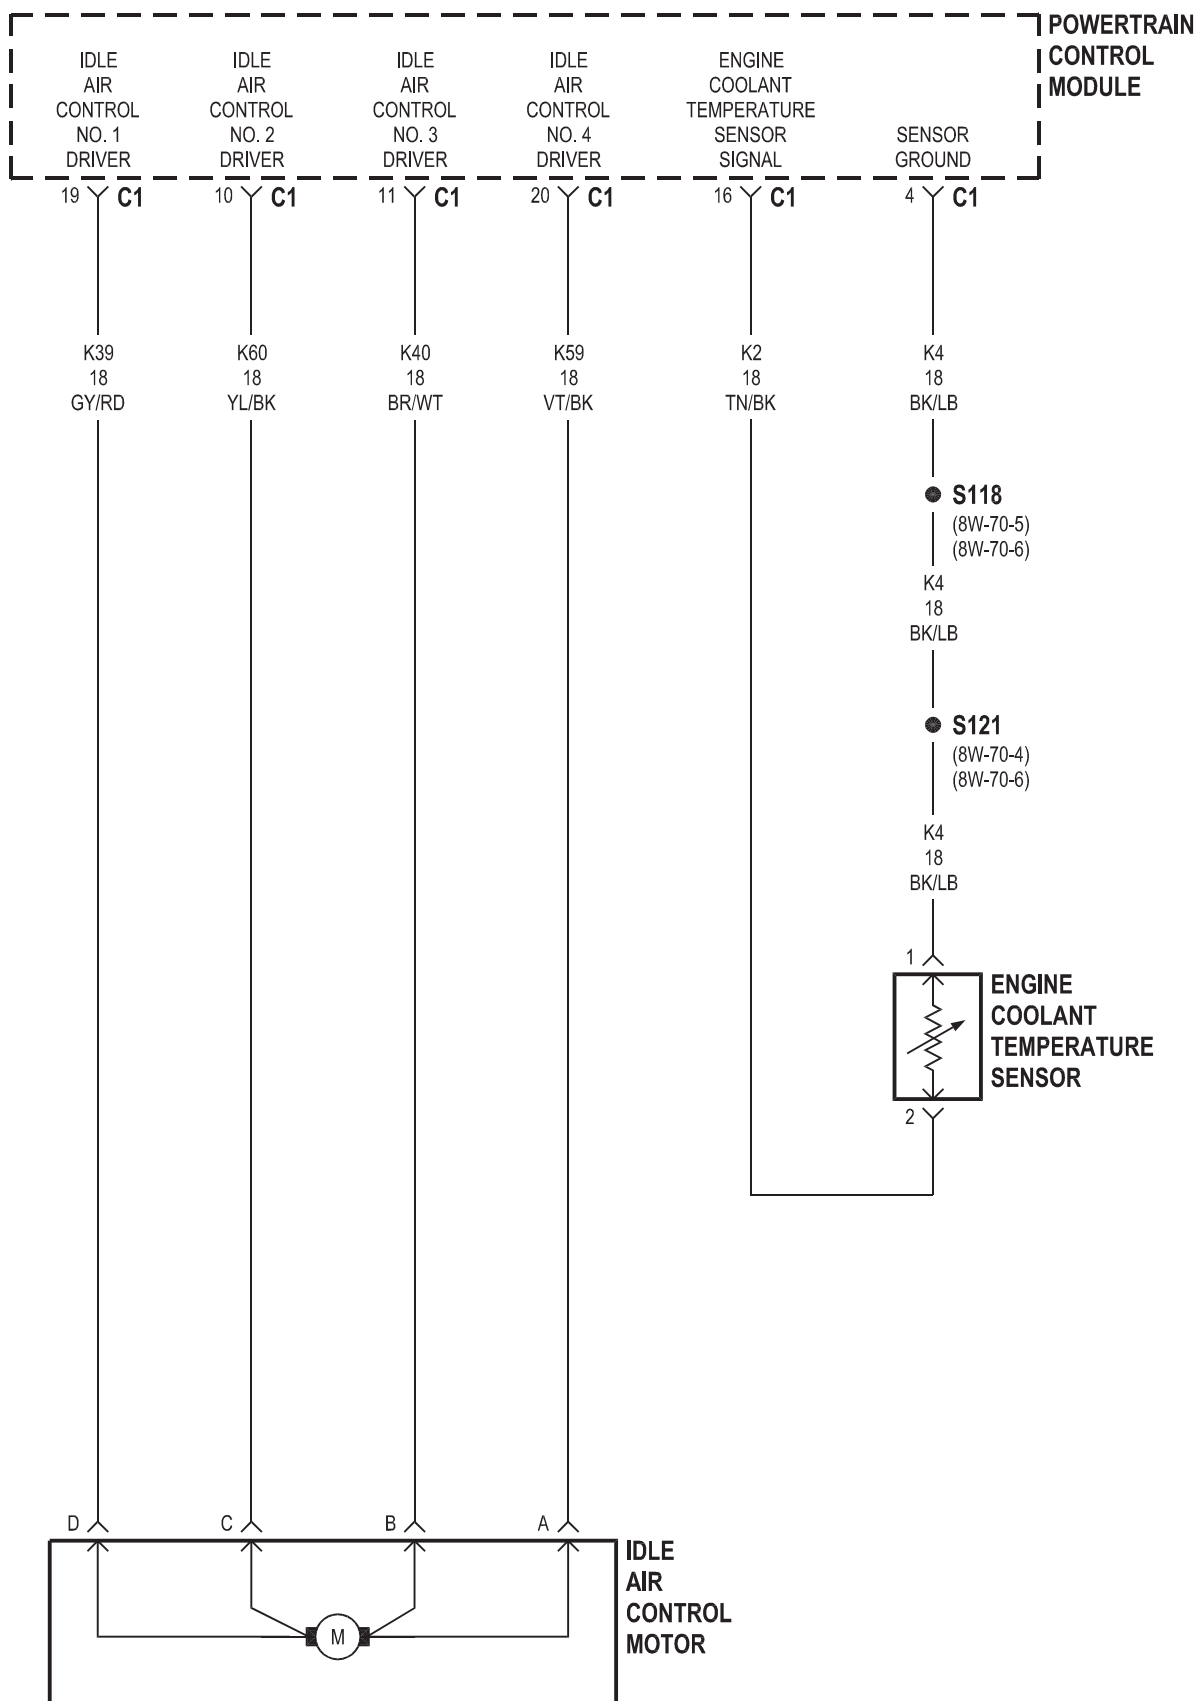 POWERTRAIN
CONTROL
MODULE
IDLE
AIR
CONTROL
NO. 1
DRIVER
IDLE
AIR
CONTROL
NO. 2
DRIVER
IDLE
AIR
CONTROL
NO. 3
DRIVER
IDLE
AIR
CONTROL
NO. 4
DRIVER
ENGINE
COOLANT
TEMPERATURE
SENSOR
SIGNAL
SENSOR
GROUND
19 C1
10 C1
11 C1
20 C1
16 C1
4 C1
K39
18
GY/RD
K60
18
YL/BK
K40
18
BR/WT
K59
18
VT/BK
K2
18
TN/BK
K4
18
BK/LB
S118
(8W-70-5)
(8W-70-6)
K4
18
BK/LB
S121
(8W-70-4)
(8W-70-6)
K4
18
BK/LB
1
ENGINE
COOLANT
TEMPERATURE
SENSOR
2
D
C
B
A
IDLE
AIR
CONTROL
MOTOR
M